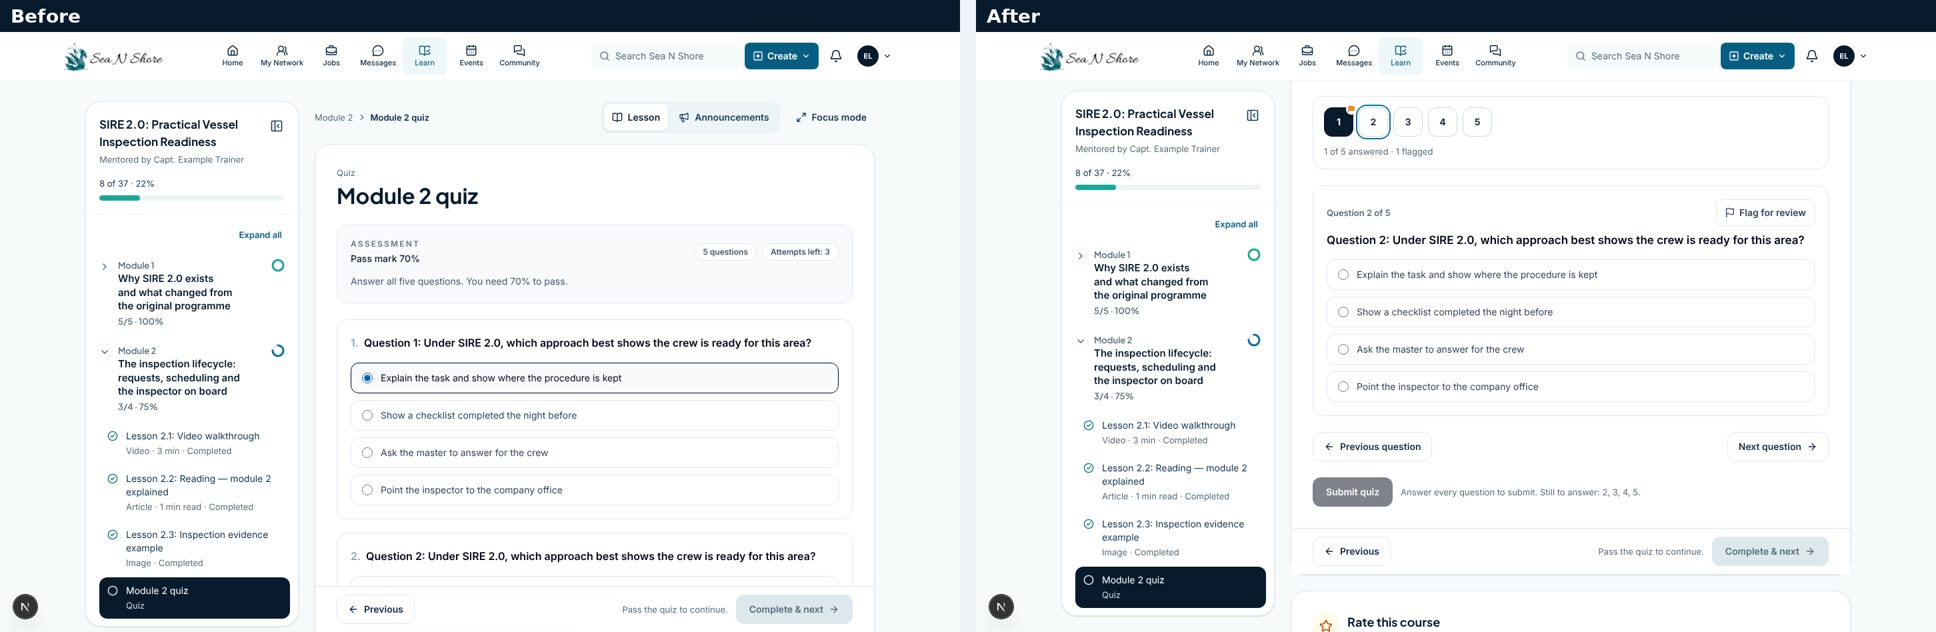 Before
Sea N Shore
Home
My Network
Jobs
Messages
Learn
Events
Community
Search Sea N Shore
Create
EL
SIRE 2.0: Practical Vessel
Inspection Readiness
Mentored by Capt. Example Trainer
8 of 37 · 22%
Expand all
Module 1
Why SIRE 2.0 exists
and what changed from
the original programme
5/5 · 100%
Module 2
The inspection lifecycle:
requests, scheduling and
the inspector on board
3/4 · 75%
Lesson 2.1: Video walkthrough
Video · 3 min · Completed
Lesson 2.2: Reading — module 2
explained
Article · 1 min read · Completed
Lesson 2.3: Inspection evidence
example
Image · Completed
Module 2 quiz
Quiz
N
Module 2 > Module 2 quiz
Lesson
Announcements
Focus mode
Quiz
Module 2 quiz
ASSESSMENT
Pass mark 70%
5 questions
Attempts left: 3
Answer all five questions. You need 70% to pass.
1. Question 1: Under SIRE 2.0, which approach best shows the crew is ready for this area?
Explain the task and show where the procedure is kept
Show a checklist completed the night before
Ask the master to answer for the crew
Point the inspector to the company office
2. Question 2: Under SIRE 2.0, which approach best shows the crew is ready for this area?
Previous
Pass the quiz to continue.
Complete & next
After
Sea N Shore
Home
My Network
Jobs
Messages
Learn
Events
Community
Search Sea N Shore
Create
EL
SIRE 2.0: Practical Vessel
Inspection Readiness
Mentored by Capt. Example Trainer
8 of 37 · 22%
Expand all
Module 1
Why SIRE 2.0 exists
and what changed from
the original programme
5/5 · 100%
Module 2
The inspection lifecycle:
requests, scheduling and
the inspector on board
3/4 · 75%
Lesson 2.1: Video walkthrough
Video · 3 min · Completed
Lesson 2.2: Reading — module 2
explained
Article · 1 min read · Completed
Lesson 2.3: Inspection evidence
example
Image · Completed
Module 2 quiz
Quiz
N
1 2 3 4 5
1 of 5 answered · 1 flagged
Question 2 of 5
Flag for review
Question 2: Under SIRE 2.0, which approach best shows the crew is ready for this area?
Explain the task and show where the procedure is kept
Show a checklist completed the night before
Ask the master to answer for the crew
Point the inspector to the company office
Previous question
Next question
Submit quiz
Answer every question to submit. Still to answer: 2, 3, 4, 5.
Previous
Pass the quiz to continue.
Complete & next
Rate this course